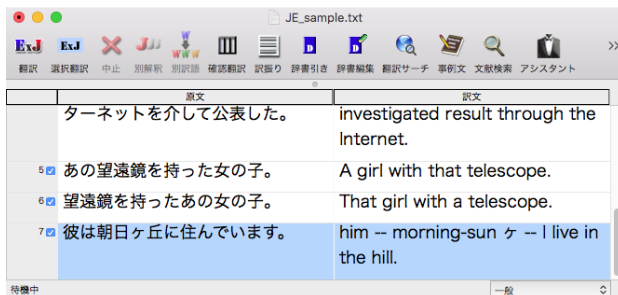 JE_sample.txt
ExJ ExJ JJJ W W W W D D
翻訳 選択翻訳 中止 別解釈 別訳語 確認翻訳 訳振り 辞書引き 辞書編集 翻訳サーチ 事例文 文献検索 アシスタント
原文 訳文
ターネットを介して公表した。 investigated result through the
Internet.
5 あの望遠鏡を持った女の子。 A girl with that telescope.
6 望遠鏡を持ったあの女の子。 That girl with a telescope.
7 彼は朝日ヶ丘に住んでいます。 him -- morning-sun ヶ -- I live in
the hill.
待機中 一般